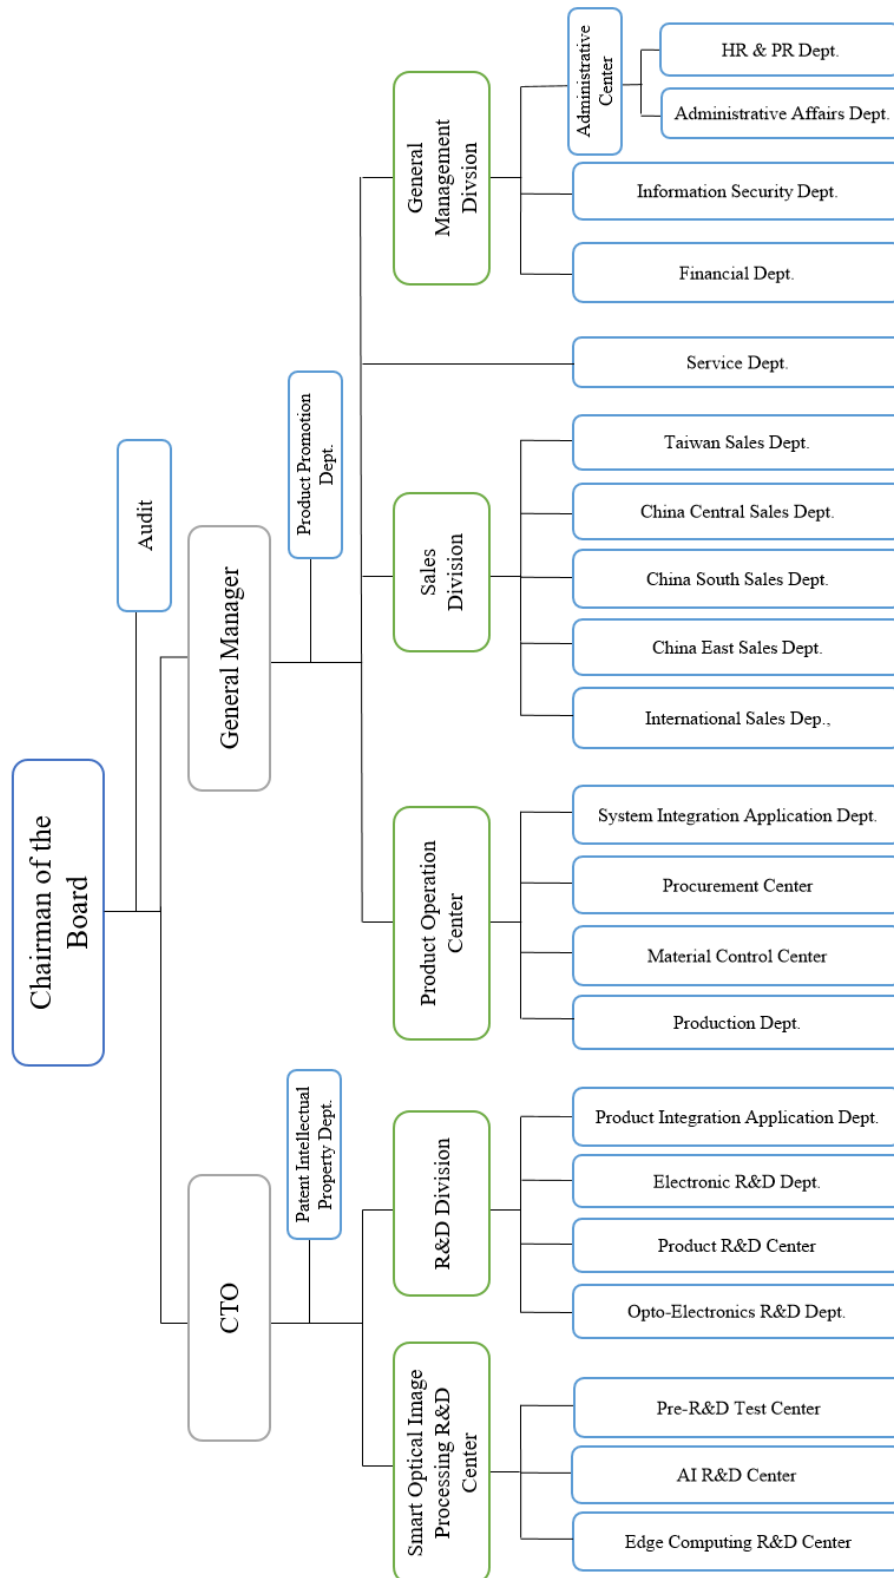 Chairman of the
Board
Audit
General Manager
CTO
Product Promotion
Dept.
Patent Intellectual
Property Dept.
General
Management
Divsion
Sales
Division
Product Operation
Center
R&D Division
Smart Optical Image
Processing R&D
Center
Administrative
Center
HR & PR Dept.
Administrative Affairs Dept.
Information Security Dept.
Financial Dept.
Service Dept.
Taiwan Sales Dept.
China Central Sales Dept.
China South Sales Dept.
China East Sales Dept.
International Sales Dep.,
System Integration Application Dept.
Procurement Center
Material Control Center
Production Dept.
Product Integration Application Dept.
Electronic R&D Dept.
Product R&D Center
Opto-Electronics R&D Dept.
Pre-R&D Test Center
AI R&D Center
Edge Computing R&D Center